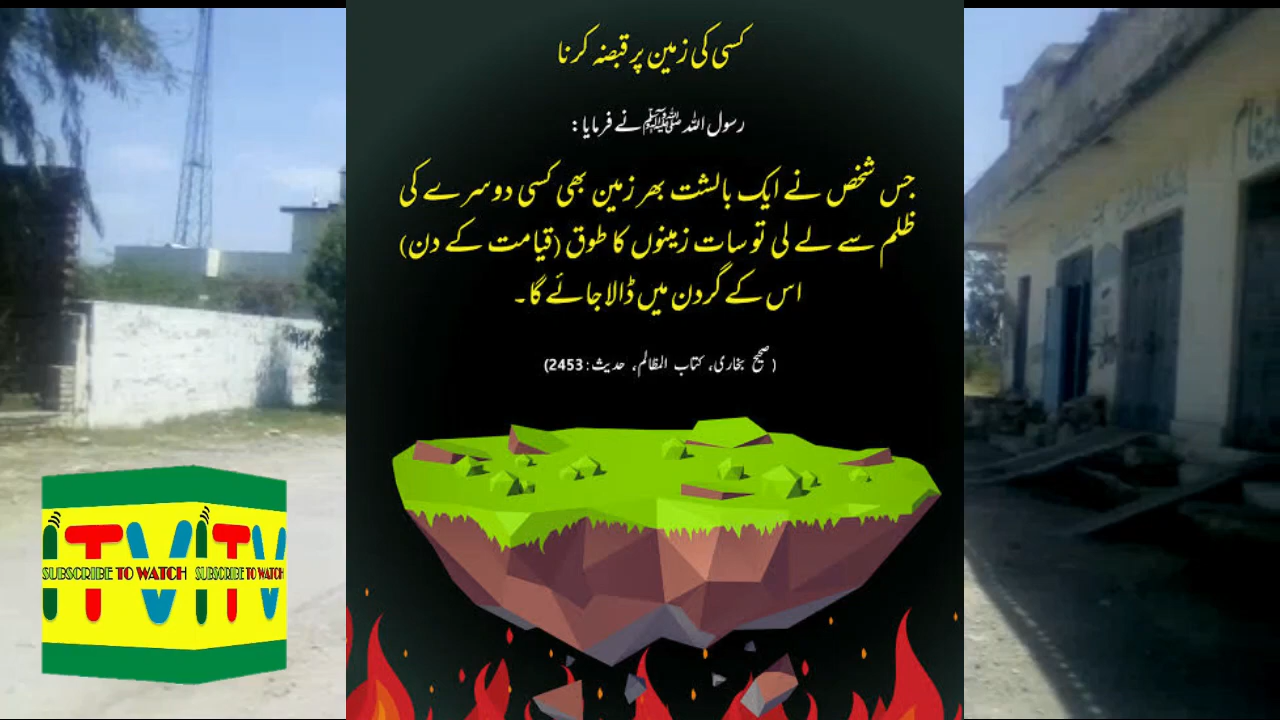 کسی کی زمین پر قبضہ کرنا
رسول اللہ ﷺ نے فرمایا:
جس شخص نے ایک بالشت بھر زمین بھی کسی دوسرے کی
ظلم سے لے لی تو سات زمینوں کا طوق (قیامت کے دن)
اس کے گردن میں ڈالا جائے گا۔
(صحیح بخاری، کتاب المظالم، حدیث:2453)
iTV iTV
SUBSCRIBE TO WATCH SUBSCRIBE TO WATCH